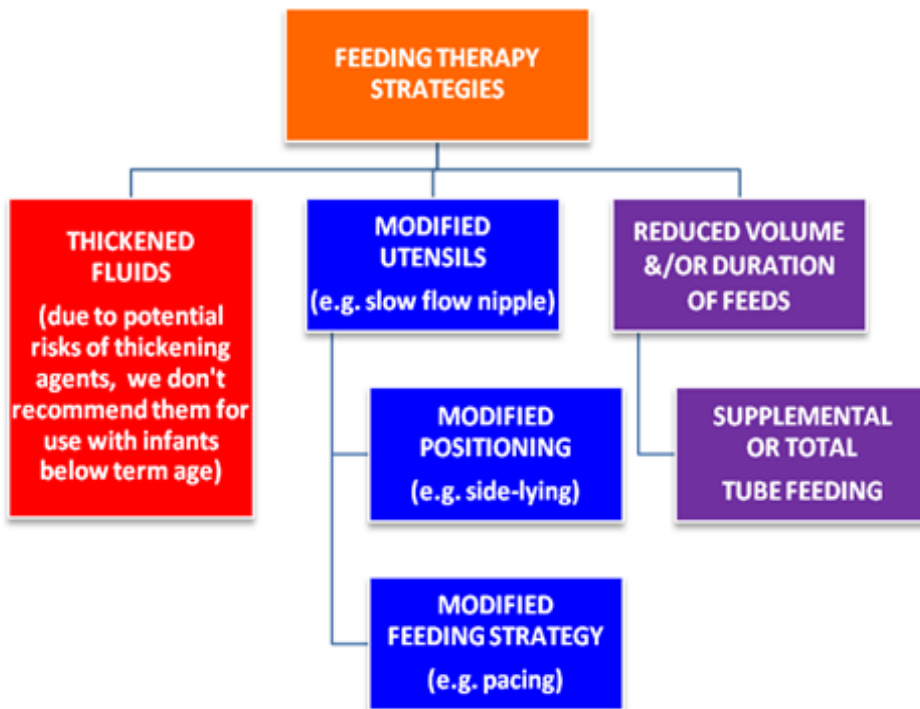 FEEDING THERAPY
STRATEGIES
THICKENED
FLUIDS
(due to potential
risks of thickening
agents, we don't
recommend them for
use with infants
below term age)
MODIFIED
UTENSILS
(e.g. slow flow nipple)
MODIFIED
POSITIONING
(e.g. side-lying)
MODIFIED
FEEDING STRATEGY
(e.g. pacing)
REDUCED VOLUME
&/OR DURATION
OF FEEDS
SUPPLEMENTAL
OR TOTAL
TUBE FEEDING